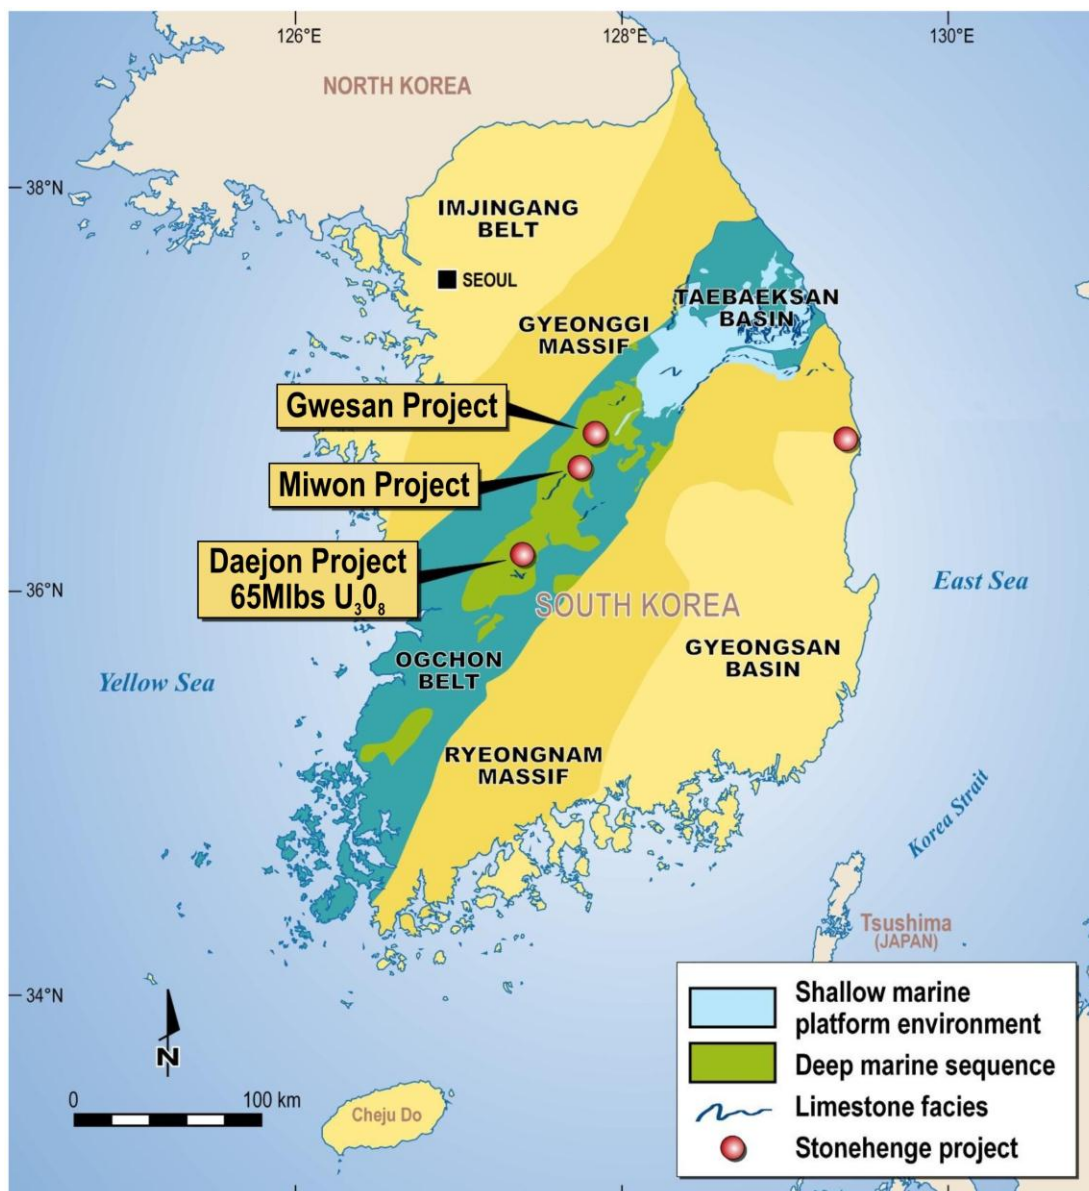 126°E
128°E
130°E
NORTH KOREA
38°N
IMJINGANG
BELT
SEOUL
TAEBAEKSAN
BASIN
GYEONGGI
MASSIF
Gwesan Project
Miwon Project
Daejon Project
65Mlbs U₃0₈
36°N
East Sea
SOUTH KOREA
GYEONGSAN
BASIN
OGCHON
BELT
Yellow Sea
RYEONGNAM
MASSIF
Korea Strait
Tsushima
(JAPAN)
34°N
N
0 100 km
Cheju Do
Shallow marine
platform environment
Deep marine sequence
Limestone facies
Stonehenge project